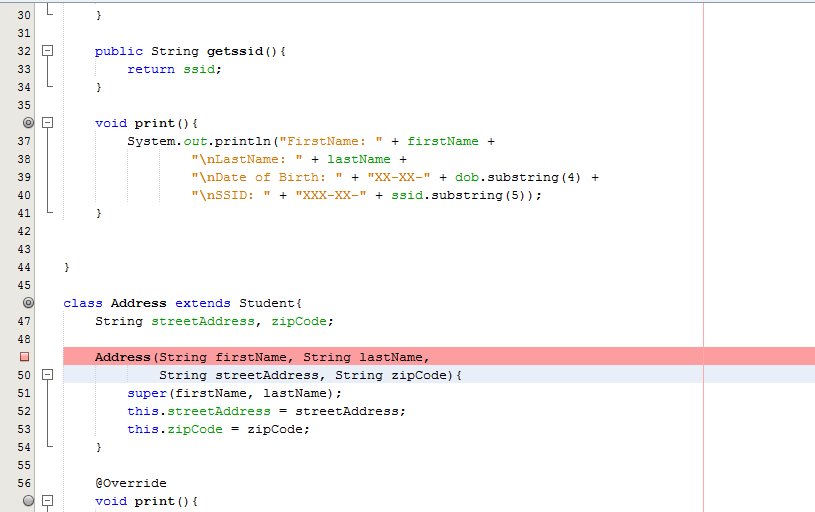 30 }
31
32 public String getssid(){
33 return ssid;
34 }
35
void print(){
37 System.out.println("FirstName: " + firstName +
38 "\nLastName: " + lastName +
39 "\nDate of Birth: " + "XX-XX-" + dob.substring(4) +
40 "\nSSID: " + "XXX-XX-" + ssid.substring(5));
41 }
42
43
44 }
45
class Address extends Student{
47 String streetAddress, zipCode;
48
Address(String firstName, String lastName,
50 String streetAddress, String zipCode){
51 super(firstName, lastName);
52 this.streetAddress = streetAddress;
53 this.zipCode = zipCode;
54 }
55
56 @Override
void print(){